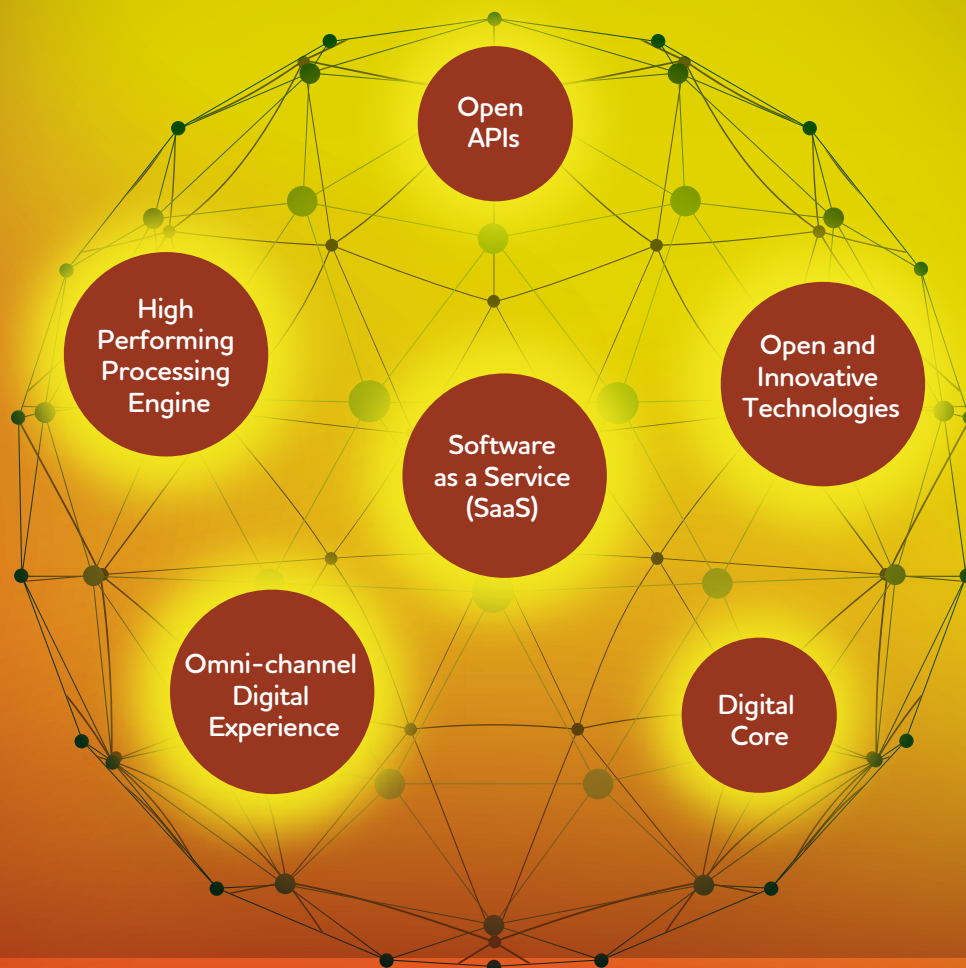 Open
APIs
High
Performing
Processing
Engine
Open and
Innovative
Technologies
Software
as a Service
(SaaS)
Omni-channel
Digital
Experience
Digital
Core